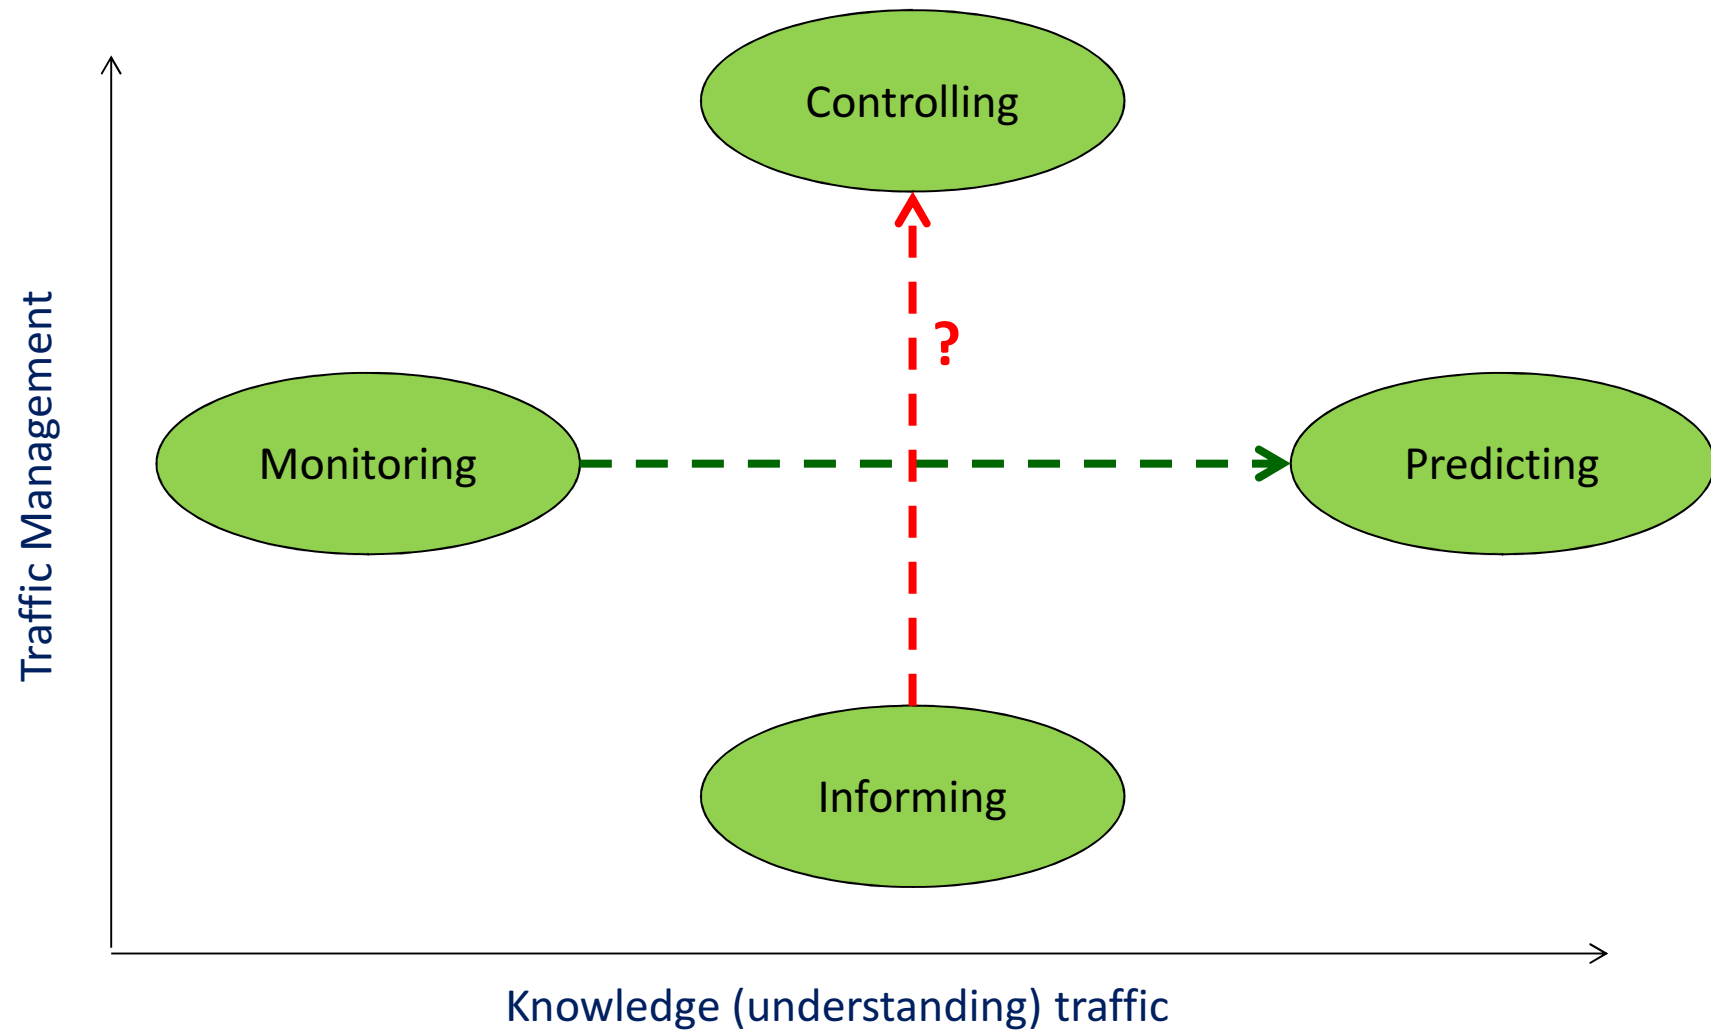 Controlling
?
Traffic Management
Monitoring
Predicting
Informing
Knowledge (understanding) traffic